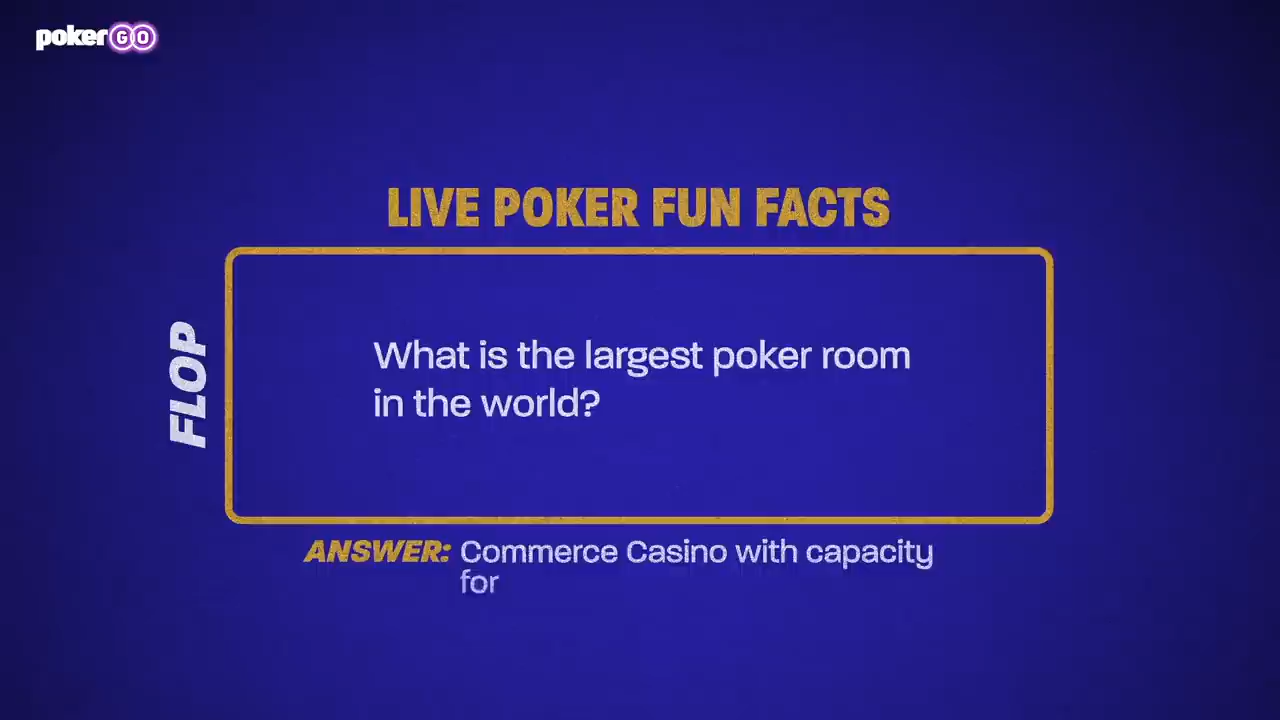 pokerGO
LIVE POKER FUN FACTS
FLOP
What is the largest poker room
in the world?
ANSWER: Commerce Casino with capacity
for